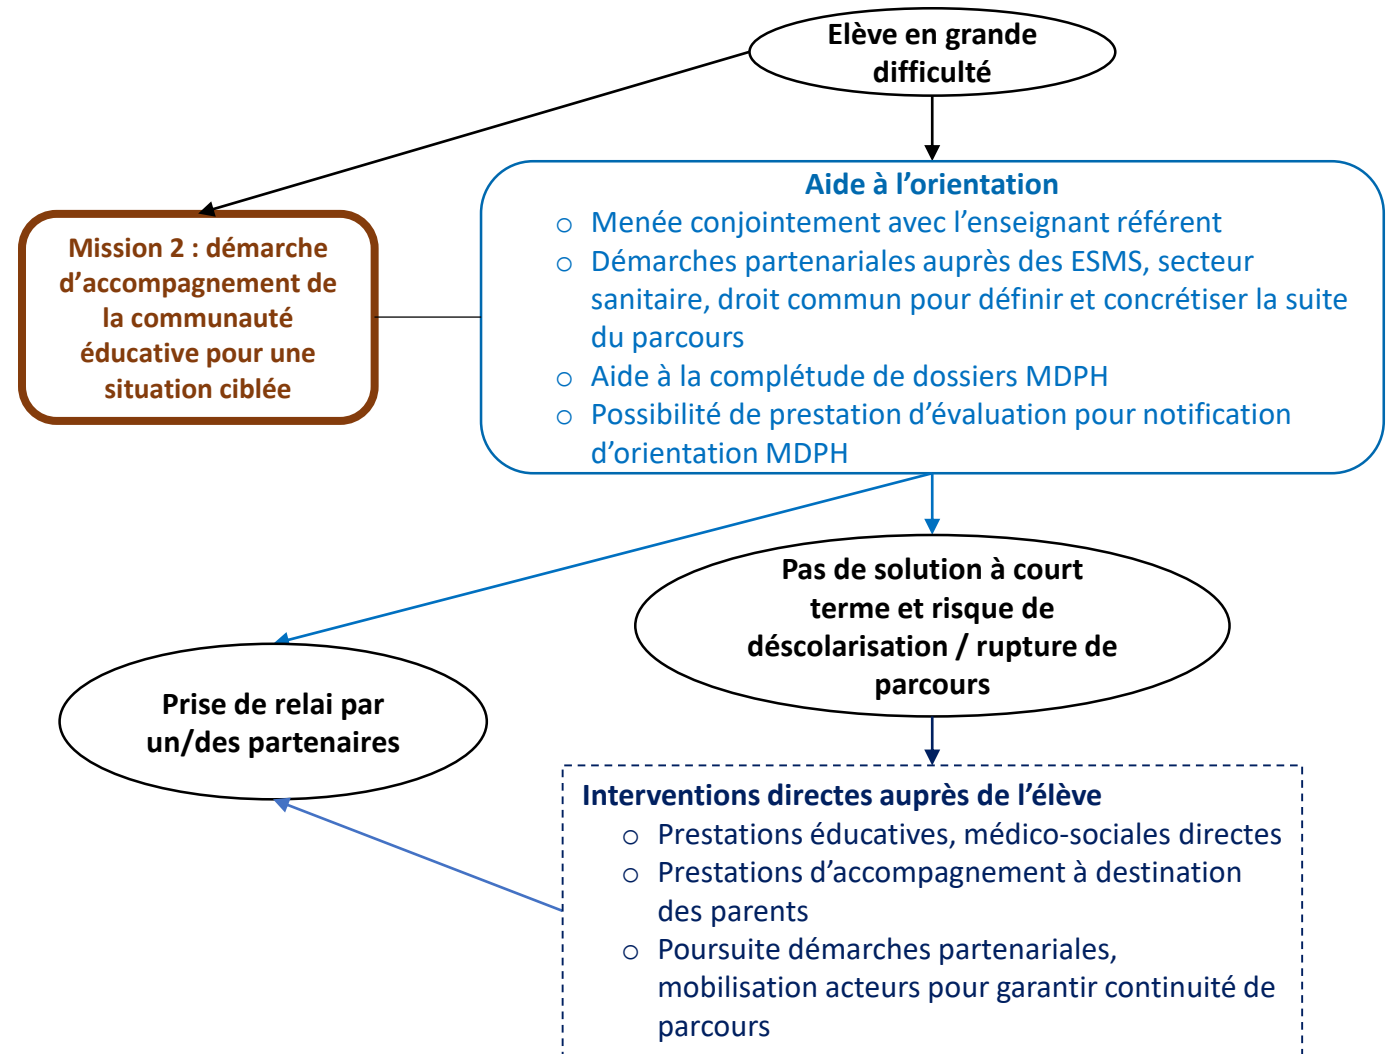 Elève en grande
difficulté
Mission 2 : démarche
d’accompagnement de
la communauté
éducative pour une
situation ciblée
Aide à l’orientation
o Menée conjointement avec l’enseignant référent
o Démarches partenariales auprès des ESMS, secteur
sanitaire, droit commun pour définir et concrétiser la suite
du parcours
o Aide à la complétude de dossiers MDPH
o Possibilité de prestation d’évaluation pour notification
d’orientation MDPH
Pas de solution à court
terme et risque de
déscolarisation / rupture de
parcours
Prise de relai par
un/des partenaires
Interventions directes auprès de l’élève
o Prestations éducatives, médico-sociales directes
o Prestations d’accompagnement à destination
des parents
o Poursuite démarches partenariales,
mobilisation acteurs pour garantir continuité de
parcours